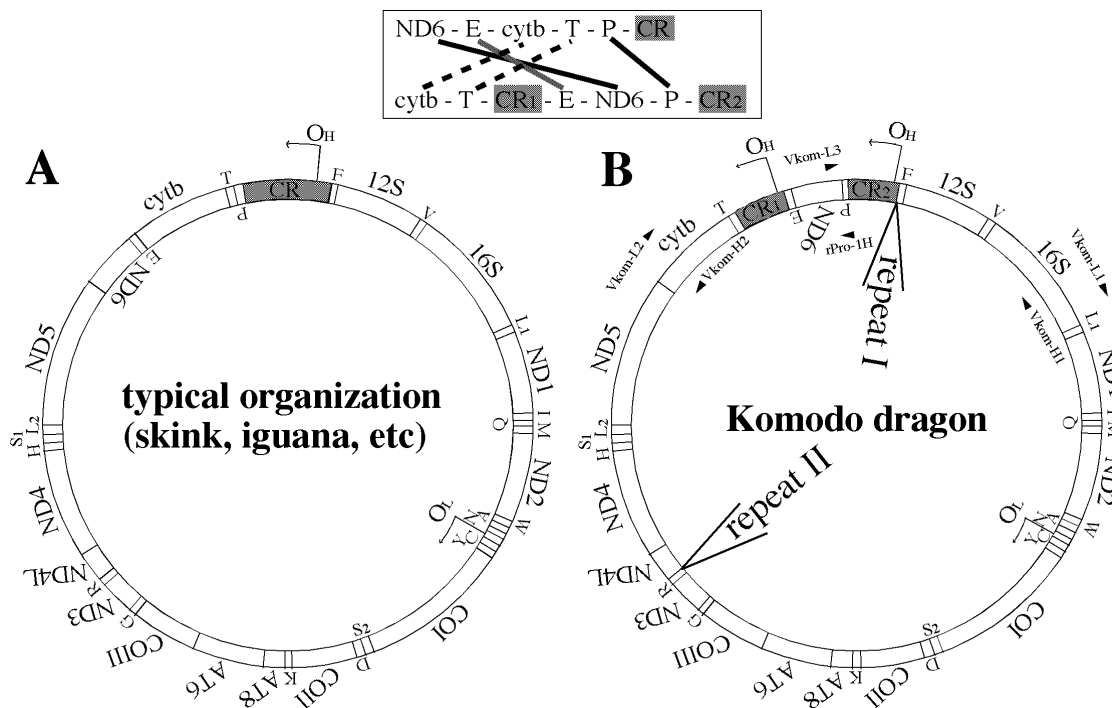 ND6 - E - cytb - T - P - CR
cytb - T - CR1 - E - ND6 - P - CR2
A
OH
CR
F
12S
V
16S
L1
ND1
I
M
Q
ND2
W
A
N
C
Y
OL
COI
S2
D
COII
K
AT8
AT6
COIII
G
ND3
R
ND4L
ND4
H
S1
L2
ND5
ND6
E
cytb
T
P
typical organization
(skink, iguana, etc)
B
OH
OH
Vkom-L3
CR1
CR2
F
12S
V
16S
Vkom-L1
Vkom-H1
L1
I
M
Q
ND2
W
A
N
C
Y
OL
COI
S2
D
COII
K
AT8
AT6
COIII
G
ND3
R
ND4L
ND4
H
S1
L2
ND5
Vkom-L2
cytb
Vkom-H2
T
E
ND6
P
rPro-1H
repeat I
Komodo dragon
repeat II